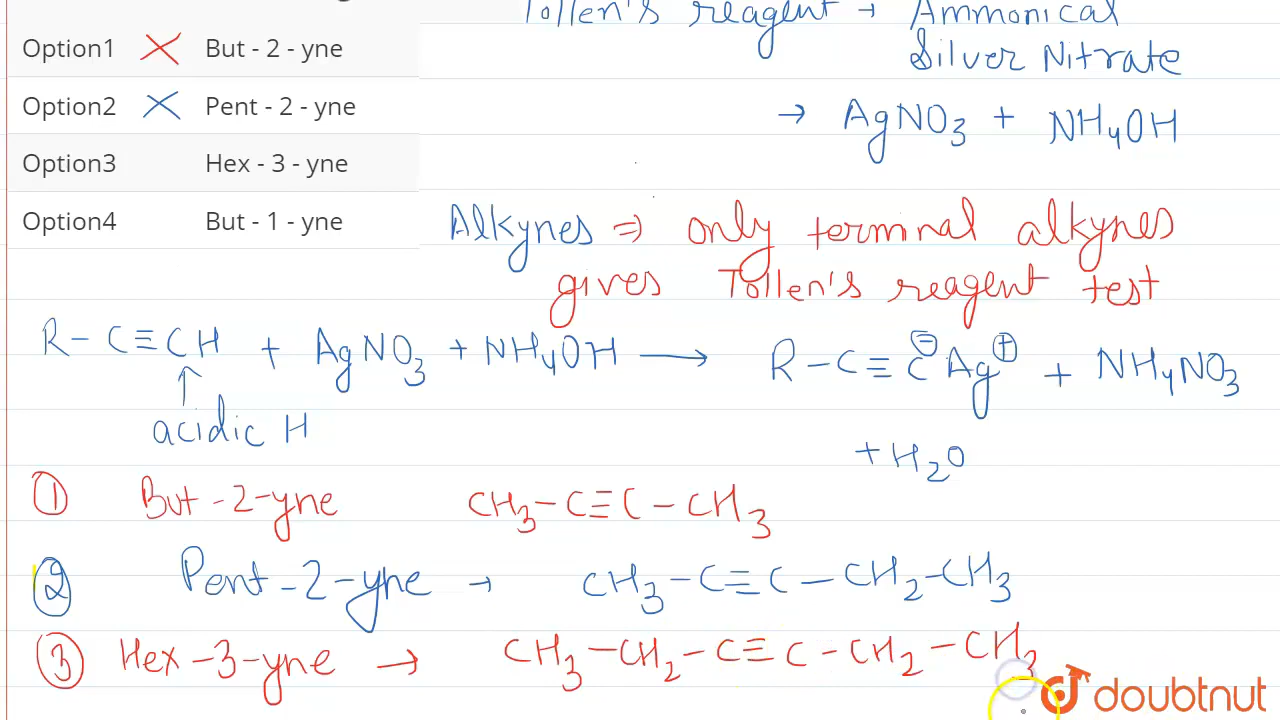 Tollen's reagent → Ammonical
Silver Nitrate
Option1 But - 2 - yne
Option2 Pent - 2 - yne
→ AgNO3 + NH4OH
Option3 Hex - 3 - yne
Option4 But - 1 - yne
Alkynes ⇒ only terminal alkynes
gives Tollen's reagent test
R - C ≡ CH + AgNO3 + NH4OH → R - C ≡ C⊖ Ag⊕ + NH4NO3
acidic H
+ H2O
① But - 2 - yne CH3 - C ≡ C - CH3
② Pent - 2 - yne → CH3 - C ≡ C - CH2 - CH3
③ Hex - 3 - yne → CH3 - CH2 - C ≡ C - CH2 - CH3
doubtnut